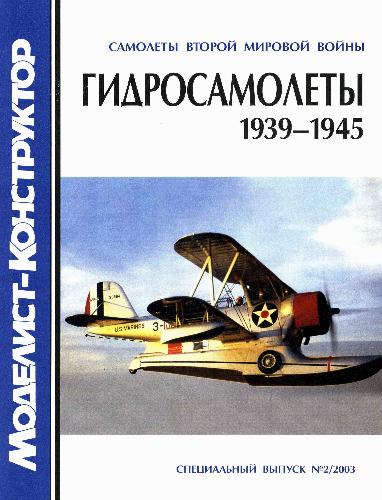 САМОЛЕТЫ ВТОРОЙ МИРОВОЙ ВОЙНЫ
ГИДРОСАМОЛЕТЫ
1939–1945
МОДЕЛИСТ-КОНСТРУКТОР
U.S. MARINES
СПЕЦИАЛЬНЫЙ ВЫПУСК №2/2003